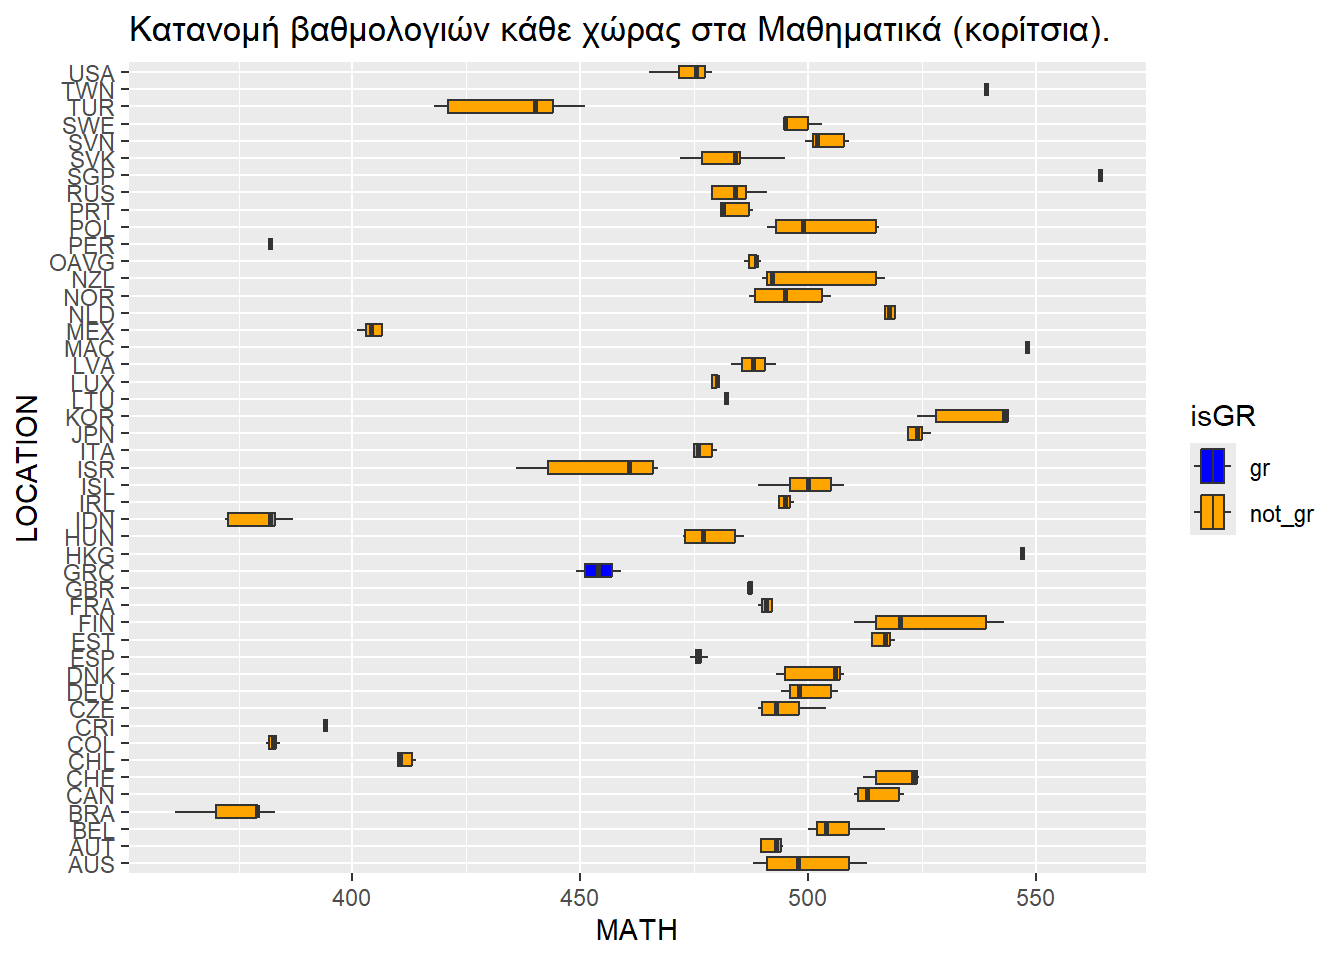 Κατανομή βαθμολογιών κάθε χώρας στα Μαθηματικά (κορίτσια).
LOCATION
USA
TWN
TUR
SWE
SVN
SVK
SGP
RUS
PRT
POL
PER
OAVG
NZL
NOR
NLD
MEX
MAC
LVA
LUX
LTU
KOR
JPN
ITA
ISR
ISL
IRL
IDN
HUN
HKG
GRC
GBR
FRA
FIN
EST
ESP
DNK
DEU
CZE
CRI
COL
CHL
CHE
CAN
BRA
BEL
AUT
AUS
400 450 500 550
MATH
isGR
gr
not_gr